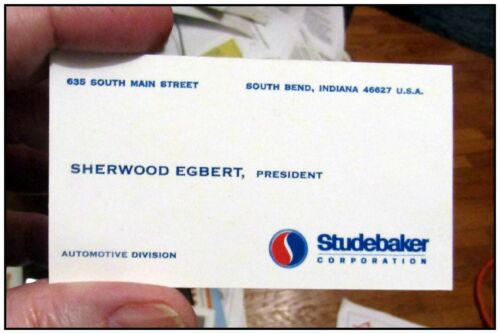 635 SOUTH MAIN STREET SOUTH BEND, INDIANA 46627 U.S.A.
SHERWOOD EGBERT, PRESIDENT
Studebaker
CORPORATION
AUTOMOTIVE DIVISION